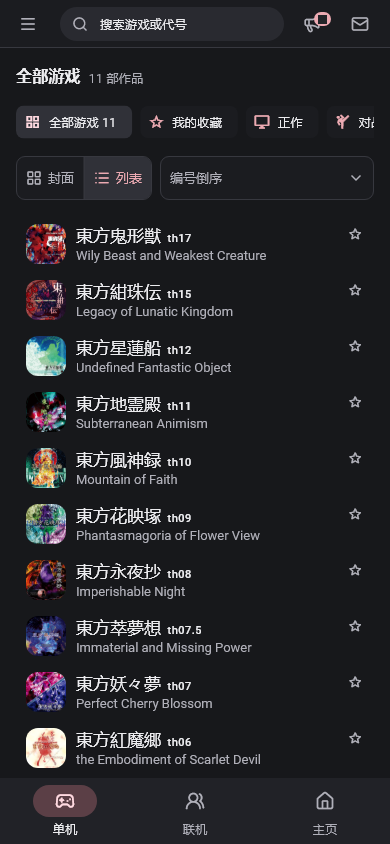 搜索游戏或代号
全部游戏 11 部作品
全部游戏 11 我的收藏 正作 对
封面 列表 编号倒序
東方鬼形獣 th17
Wily Beast and Weakest Creature
東方紺珠伝 th15
Legacy of Lunatic Kingdom
東方星蓮船 th12
Undefined Fantastic Object
東方地霊殿 th11
Subterranean Animism
東方風神録 th10
Mountain of Faith
東方花映塚 th09
Phantasmagoria of Flower View
東方永夜抄 th08
Imperishable Night
東方萃夢想 th07.5
Immaterial and Missing Power
東方妖々夢 th07
Perfect Cherry Blossom
東方紅魔郷 th06
the Embodiment of Scarlet Devil
单机 联机 主页